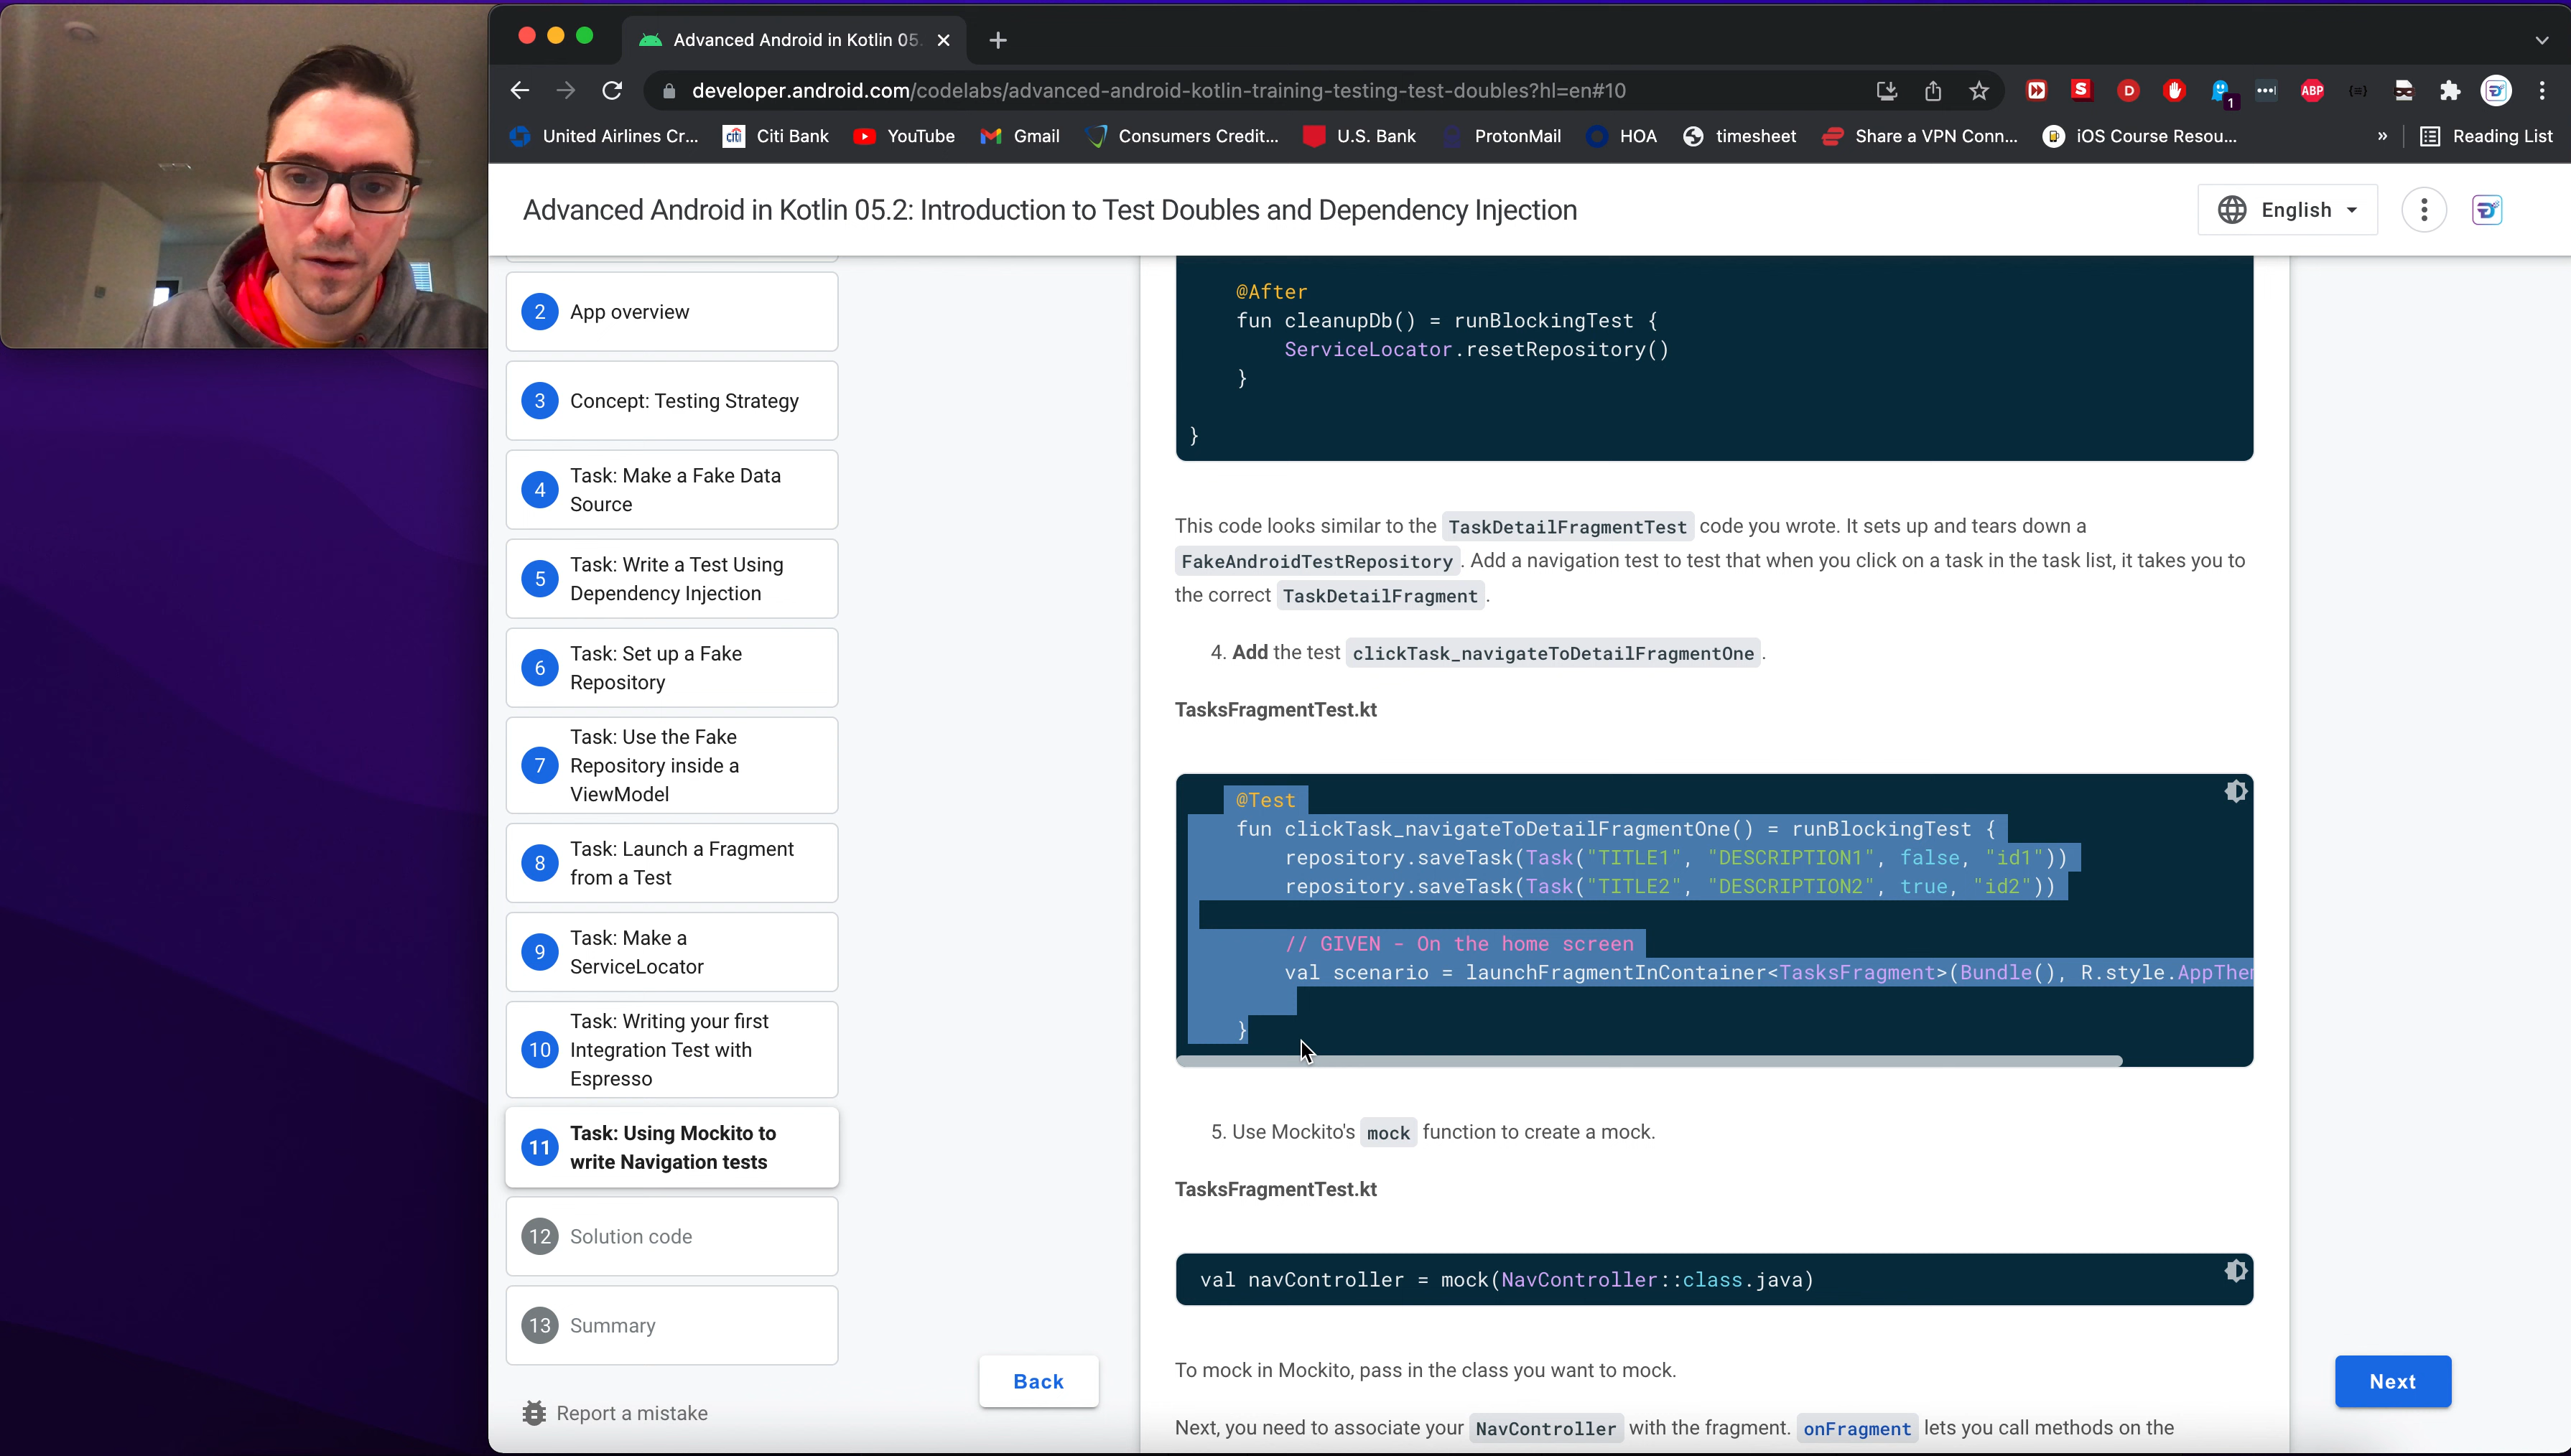 Advanced Android in Kotlin 05.
developer.android.com/codelabs/advanced-android-kotlin-training-testing-test-doubles?hl=en#10
S
D
1
ABP
United Airlines Cr...
citi
Citi Bank
YouTube
Gmail
Consumers Credit...
U.S. Bank
ProtonMail
HOA
timesheet
Share a VPN Conn...
iOS Course Resou...
»
Reading List
Advanced Android in Kotlin 05.2: Introduction to Test Doubles and Dependency Injection
English
2 App overview
3 Concept: Testing Strategy
4 Task: Make a Fake Data
Source
5 Task: Write a Test Using
Dependency Injection
6 Task: Set up a Fake
Repository
7 Task: Use the Fake
Repository inside a
ViewModel
8 Task: Launch a Fragment
from a Test
9 Task: Make a
ServiceLocator
10 Task: Writing your first
Integration Test with
Espresso
11 Task: Using Mockito to
write Navigation tests
12 Solution code
13 Summary
Report a mistake
Back
@After
fun cleanupDb() = runBlockingTest {
ServiceLocator.resetRepository()
}
}
This code looks similar to the TaskDetailFragmentTest code you wrote. It sets up and tears down a
FakeAndroidTestRepository. Add a navigation test to test that when you click on a task in the task list, it takes you to
the correct TaskDetailFragment.
4. Add the test clickTask_navigateToDetailFragmentOne.
TasksFragmentTest.kt
@Test
fun clickTask_navigateToDetailFragmentOne() = runBlockingTest {
repository.saveTask(Task("TITLE1", "DESCRIPTION1", false, "id1"))
repository.saveTask(Task("TITLE2", "DESCRIPTION2", true, "id2"))
// GIVEN - On the home screen
val scenario = launchFragmentInContainer<TasksFragment>(Bundle(), R.style.AppThem
}
5. Use Mockito's mock function to create a mock.
TasksFragmentTest.kt
val navController = mock(NavController::class.java)
To mock in Mockito, pass in the class you want to mock.
Next, you need to associate your NavController with the fragment. onFragment lets you call methods on the
Next